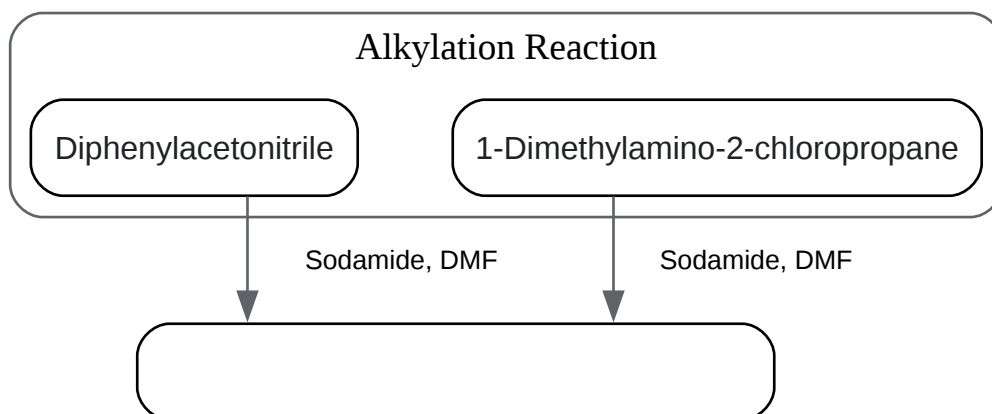 Alkylation Reaction
Diphenylacetonitrile
1-Dimethylamino-2-chloropropane
Sodamide, DMF
Sodamide, DMF